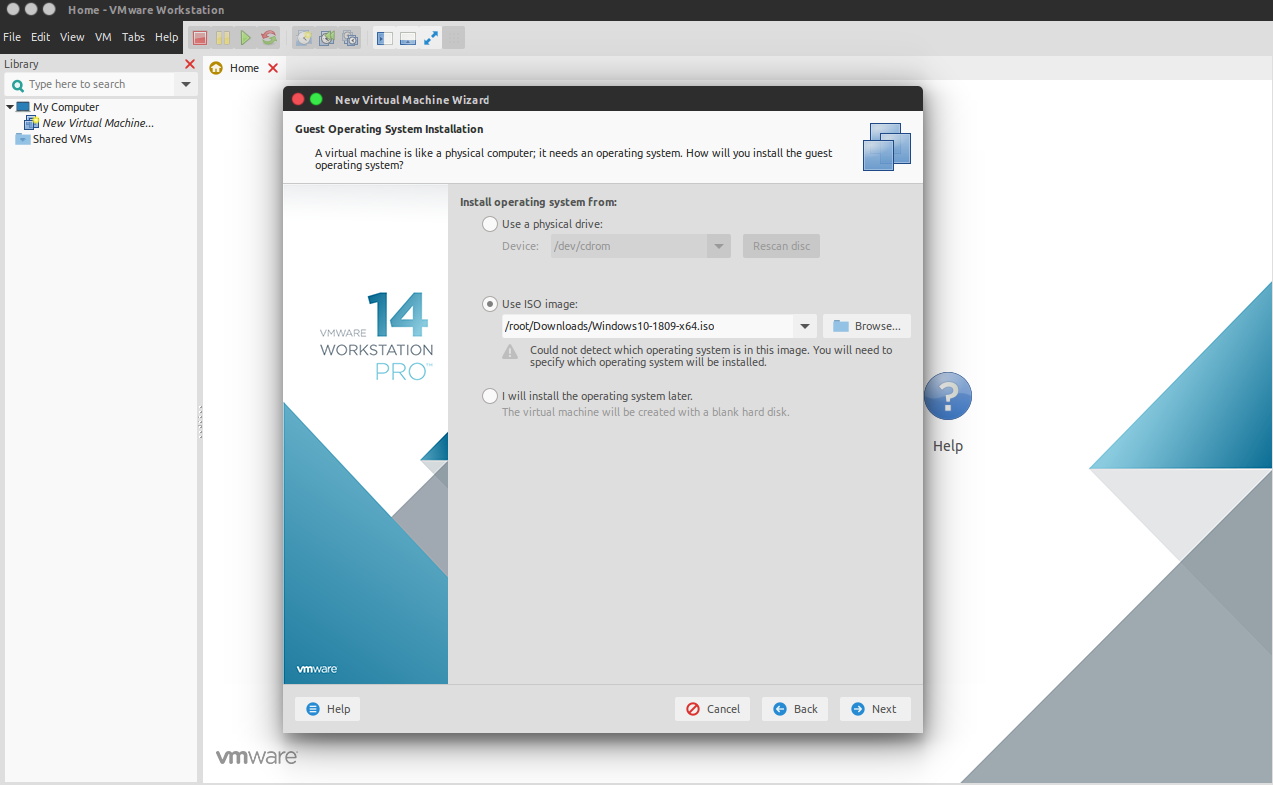 Home - VMware Workstation
File Edit View VM Tabs Help
Library
Type here to search
My Computer
New Virtual Machine...
Shared VMs
Home
New Virtual Machine Wizard
Guest Operating System Installation
A virtual machine is like a physical computer; it needs an operating system. How will you install the guest
operating system?
Install operating system from:
Use a physical drive:
Device: /dev/cdrom Rescan disc
Use ISO image:
/root/Downloads/Windows10-1809-x64.iso Browse...
Could not detect which operating system is in this image. You will need to
specify which operating system will be installed.
I will install the operating system later.
The virtual machine will be created with a blank hard disk.
VMWARE 14
WORKSTATION
PRO™
vmware
Help Cancel Back Next
?
Help
vmware